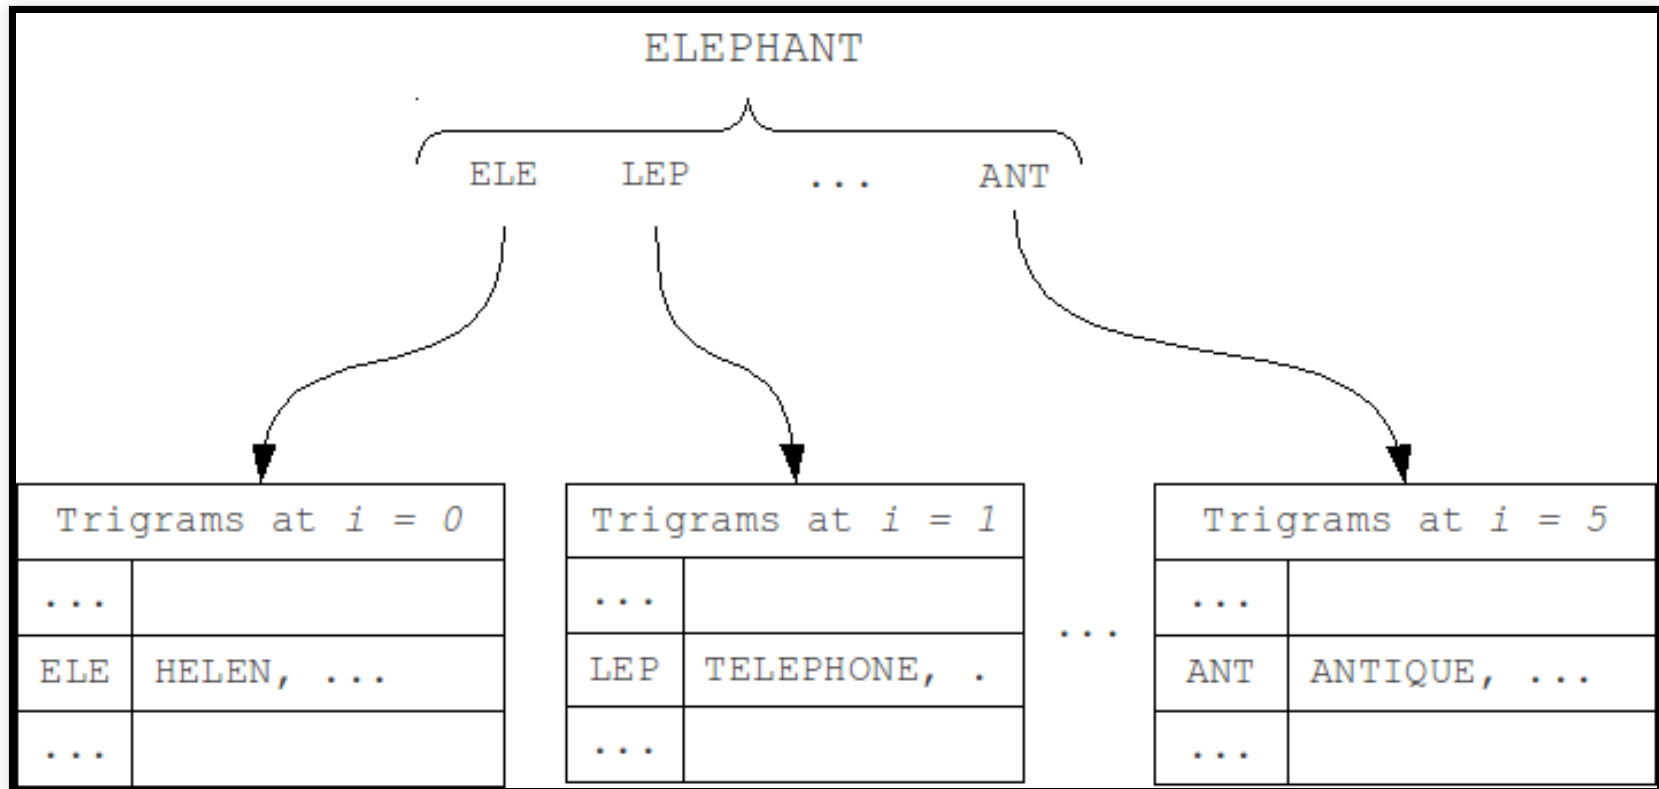 ELEPHANT
ELE LEP ... ANT
Trigrams at i = 0
...
ELE HELEN, ...
...
Trigrams at i = 1
...
LEP TELEPHONE, .
...
...
Trigrams at i = 5
...
ANT ANTIQUE, ...
...